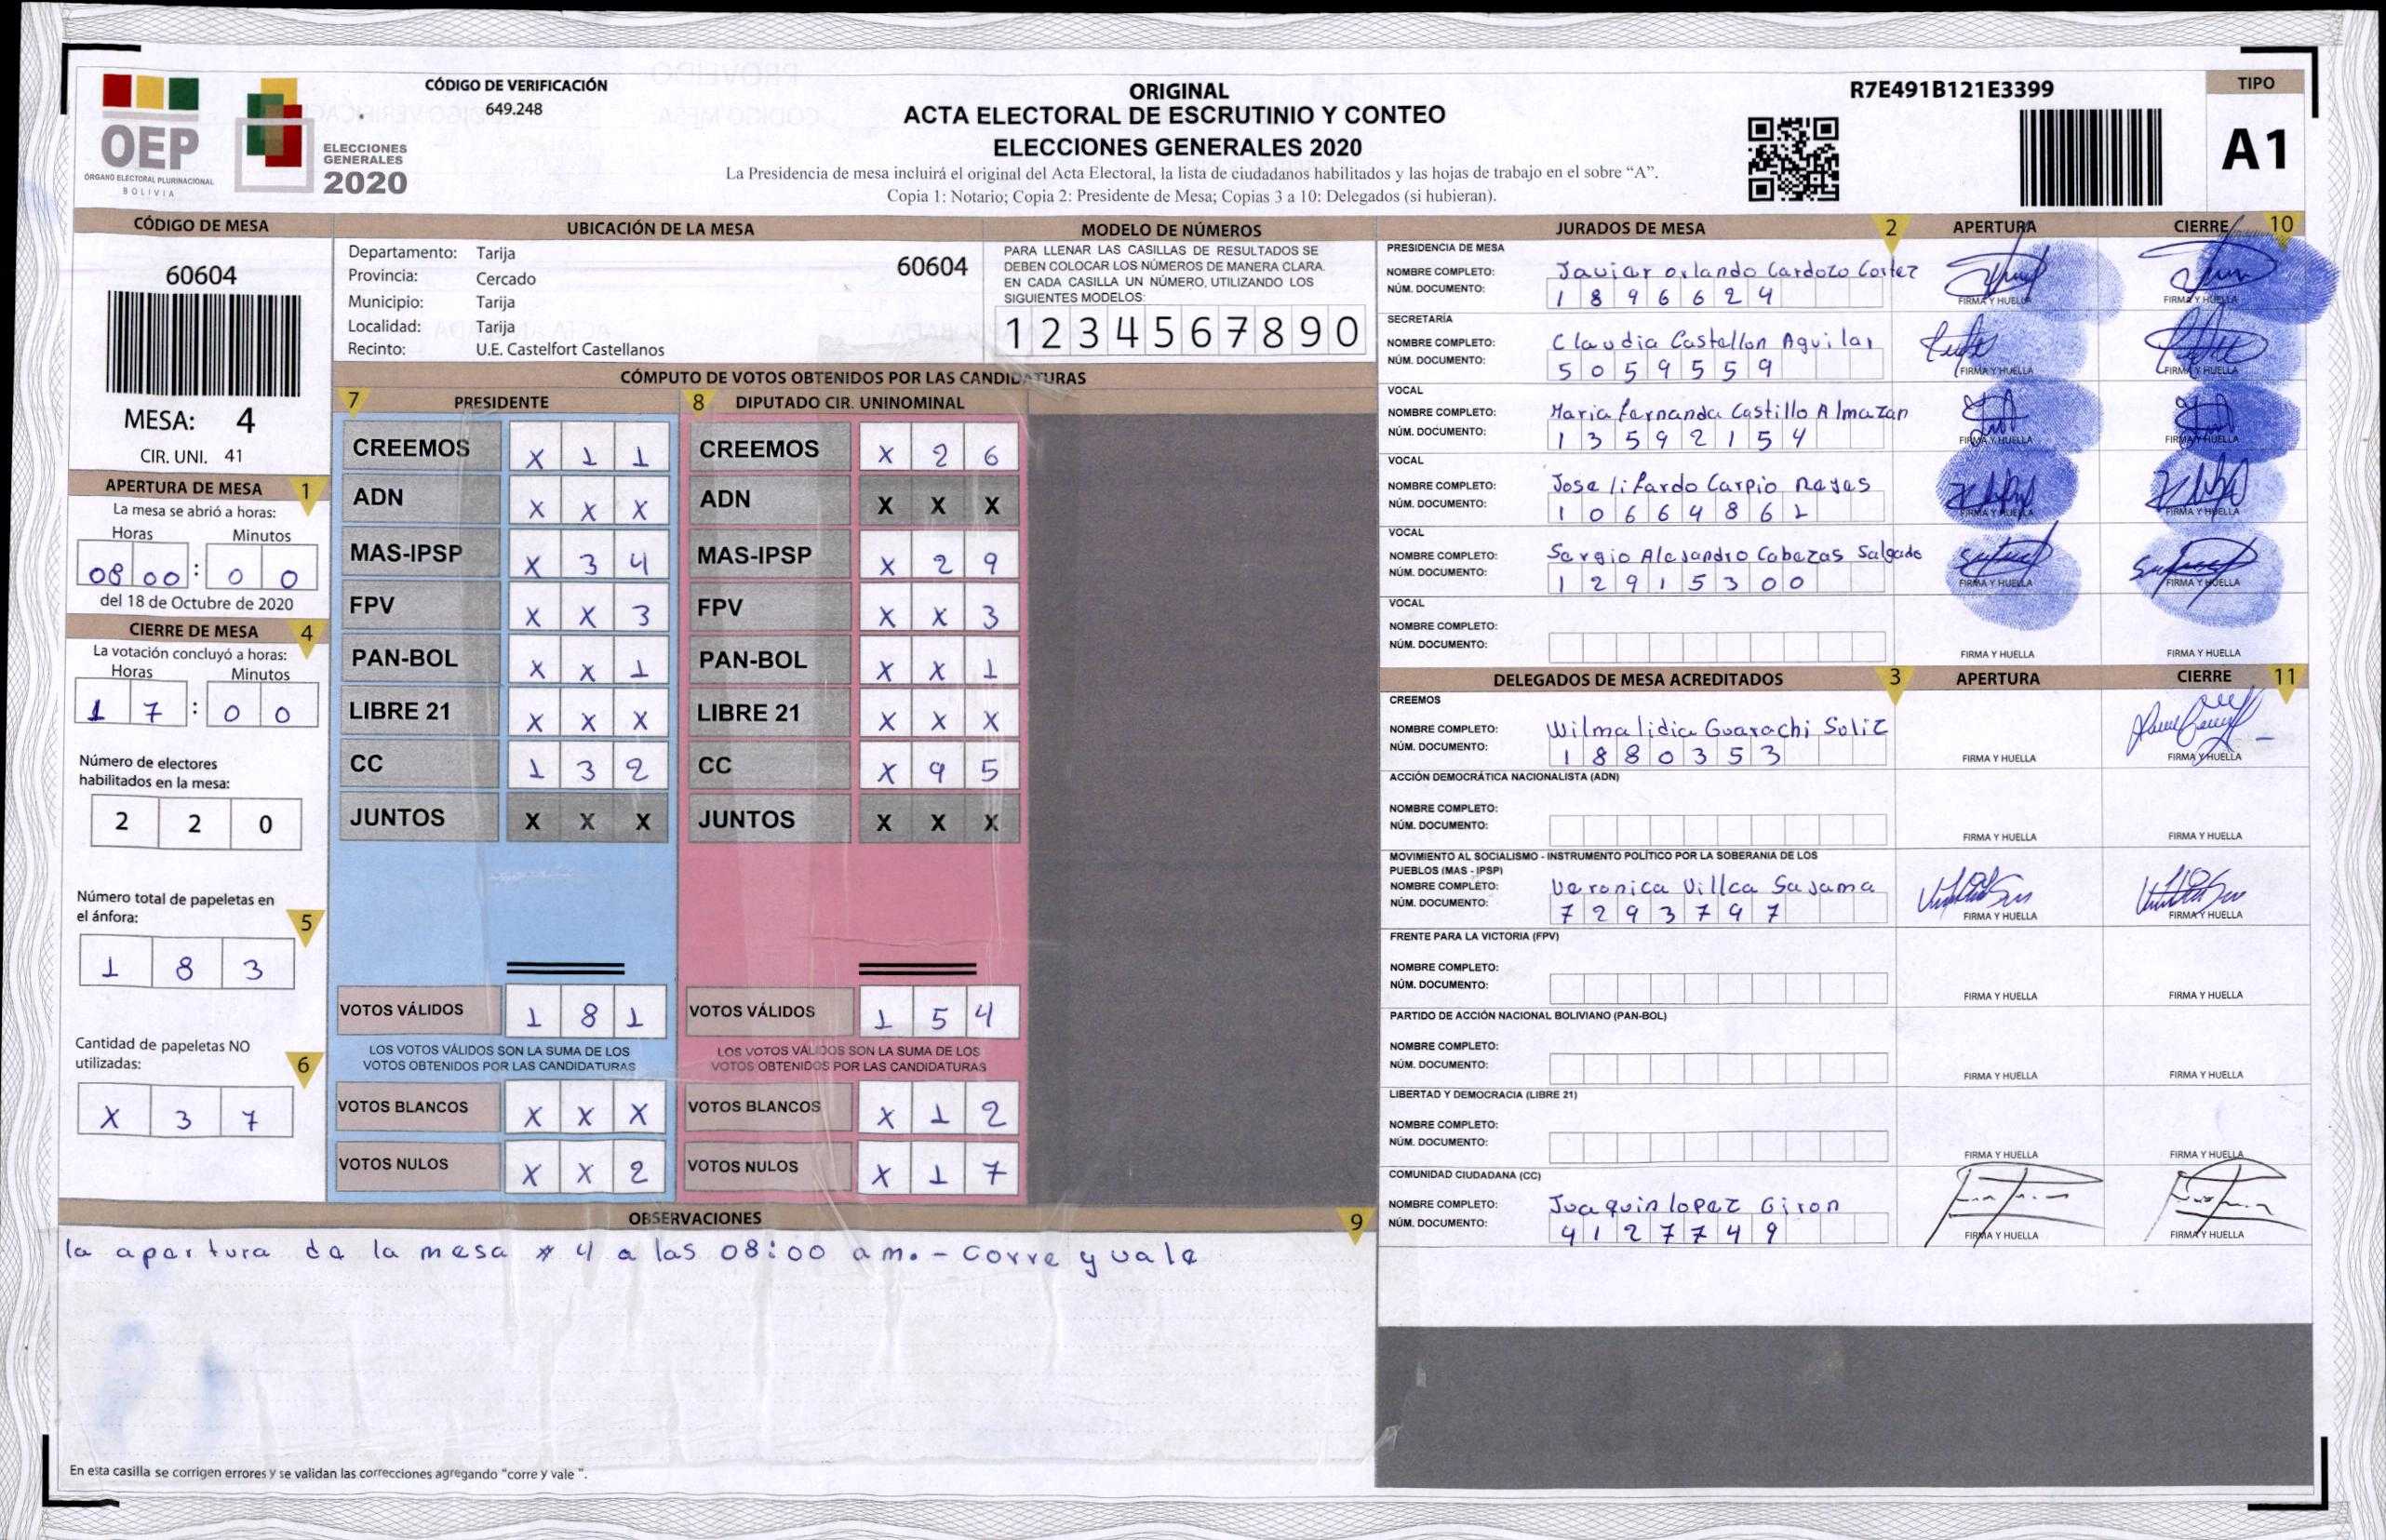 CÓDIGO DE VERIFICACIÓN
649.248
OEP
ÓRGANO ELECTORAL PLURINACIONAL
BOLIVIA
ELECCIONES
GENERALES
2020
ORIGINAL
ACTA ELECTORAL DE ESCRUTINIO Y CONTEO
ELECCIONES GENERALES 2020
La Presidencia de mesa incluirá el original del Acta Electoral, la lista de ciudadanos habilitados y las hojas de trabajo en el sobre “A”.
Copia 1: Notario; Copia 2: Presidente de Mesa; Copias 3 a 10: Delegados (si hubieran).
R7E491B121E3399
TIPO
A1
CÓDIGO DE MESA
60604
MESA: 4
CIR. UNI. 41
APERTURA DE MESA 1
La mesa se abrió a horas:
Horas Minutos
08 00 : 0 0
del 18 de Octubre de 2020
CIERRE DE MESA 4
La votación concluyó a horas:
Horas Minutos
1 7 : 0 0
Número de electores
habilitados en la mesa:
2 2 0
Número total de papeletas en
el ánfora: 5
1 8 3
Cantidad de papeletas NO
utilizadas: 6
X 3 7
UBICACIÓN DE LA MESA
Departamento: Tarija
Provincia: Cercado
Municipio: Tarija
Localidad: Tarija
Recinto: U.E. Castelfort Castellanos
60604
MODELO DE NÚMEROS
PARA LLENAR LAS CASILLAS DE RESULTADOS SE
DEBEN COLOCAR LOS NÚMEROS DE MANERA CLARA.
EN CADA CASILLA UN NÚMERO, UTILIZANDO LOS
SIGUIENTES MODELOS:
1 2 3 4 5 6 7 8 9 0
CÓMPUTO DE VOTOS OBTENIDOS POR LAS CANDIDATURAS
7 PRESIDENTE
CREEMOS X 1 1
ADN X X X
MAS-IPSP X 3 4
FPV X X 3
PAN-BOL X X 1
LIBRE 21 X X X
CC 1 3 2
JUNTOS X X X
VOTOS VÁLIDOS 1 8 1
LOS VOTOS VÁLIDOS SON LA SUMA DE LOS
VOTOS OBTENIDOS POR LAS CANDIDATURAS
VOTOS BLANCOS X X X
VOTOS NULOS X X 2
8 DIPUTADO CIR. UNINOMINAL
CREEMOS X 2 6
ADN X X X
MAS-IPSP X 2 9
FPV X X 3
PAN-BOL X X 1
LIBRE 21 X X X
CC X 9 5
JUNTOS X X X
VOTOS VÁLIDOS 1 5 4
LOS VOTOS VÁLIDOS SON LA SUMA DE LOS
VOTOS OBTENIDOS POR LAS CANDIDATURAS
VOTOS BLANCOS X 1 2
VOTOS NULOS X 1 7
OBSERVACIONES 9
la apertura de la mesa # 4 a las 08:00 am. - Corre y vale
En esta casilla se corrigen errores y se validan las correcciones agregando "corre y vale ".
JURADOS DE MESA 2 APERTURA CIERRE 10
PRESIDENCIA DE MESA
NOMBRE COMPLETO: Javier orlando Cardozo Cortez
NÚM. DOCUMENTO: 1 8 9 6 6 2 4
FIRMA Y HUELLA FIRMA Y HUELLA
SECRETARÍA
NOMBRE COMPLETO: Claudia Castellon Aguilar
NÚM. DOCUMENTO: 5 0 5 9 5 5 9
FIRMA Y HUELLA FIRMA Y HUELLA
VOCAL
NOMBRE COMPLETO: Maria fernanda Castillo Almazan
NÚM. DOCUMENTO: 1 3 5 9 2 1 5 4
FIRMA Y HUELLA FIRMA Y HUELLA
VOCAL
NOMBRE COMPLETO: Jose lifardo Carpio Reyes
NÚM. DOCUMENTO: 1 0 6 6 4 8 6 1
FIRMA Y HUELLA FIRMA Y HUELLA
VOCAL
NOMBRE COMPLETO: Sergio Alejandro Cabezas Salgado
NÚM. DOCUMENTO: 1 2 9 1 5 3 0 0
FIRMA Y HUELLA FIRMA Y HUELLA
VOCAL
NOMBRE COMPLETO:
NÚM. DOCUMENTO:
FIRMA Y HUELLA FIRMA Y HUELLA
DELEGADOS DE MESA ACREDITADOS 3 APERTURA CIERRE 11
CREEMOS
NOMBRE COMPLETO: Wilma lidia Guarachi Soliz
NÚM. DOCUMENTO: 1 8 8 0 3 5 3
FIRMA Y HUELLA FIRMA Y HUELLA
ACCIÓN DEMOCRÁTICA NACIONALISTA (ADN)
NOMBRE COMPLETO:
NÚM. DOCUMENTO:
FIRMA Y HUELLA FIRMA Y HUELLA
MOVIMIENTO AL SOCIALISMO - INSTRUMENTO POLÍTICO POR LA SOBERANIA DE LOS
PUEBLOS (MAS - IPSP)
NOMBRE COMPLETO: Veronica Villca Sajama
NÚM. DOCUMENTO: 7 2 9 3 7 9 7
FIRMA Y HUELLA FIRMA Y HUELLA
FRENTE PARA LA VICTORIA (FPV)
NOMBRE COMPLETO:
NÚM. DOCUMENTO:
FIRMA Y HUELLA FIRMA Y HUELLA
PARTIDO DE ACCIÓN NACIONAL BOLIVIANO (PAN-BOL)
NOMBRE COMPLETO:
NÚM. DOCUMENTO:
FIRMA Y HUELLA FIRMA Y HUELLA
LIBERTAD Y DEMOCRACIA (LIBRE 21)
NOMBRE COMPLETO:
NÚM. DOCUMENTO:
FIRMA Y HUELLA FIRMA Y HUELLA
COMUNIDAD CIUDADANA (CC)
NOMBRE COMPLETO: Juaquin lopez Giron
NÚM. DOCUMENTO: 4 1 2 7 7 4 9
FIRMA Y HUELLA FIRMA Y HUELLA